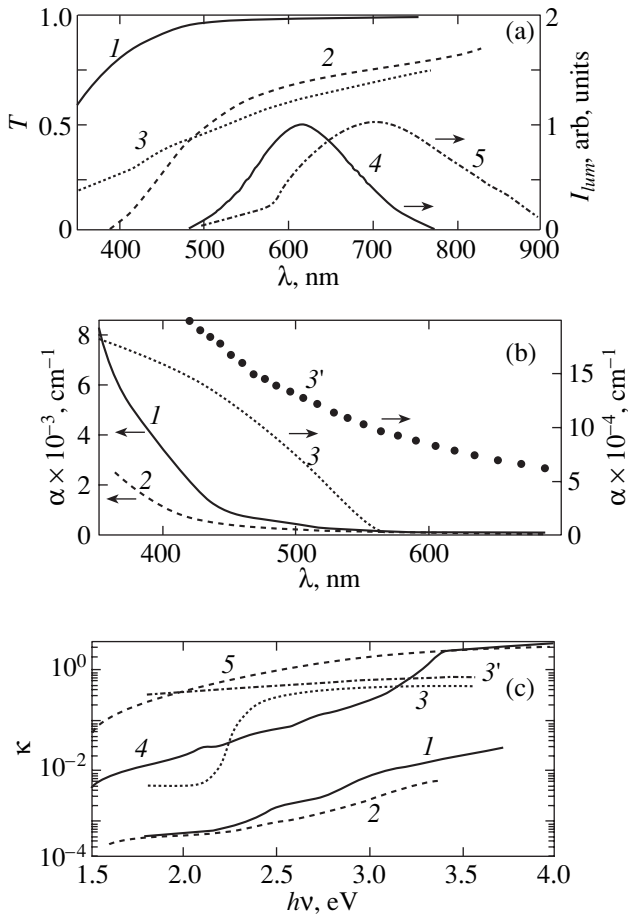 1.0
0.5
0
T
2
1
0
I_lum, arb, units
(a)
1
2
3
4
5
400 500 600 700 800 900
λ, nm
8
6
4
2
0
α × 10⁻³, cm⁻¹
15
10
5
0
α × 10⁻⁴, cm⁻¹
(b)
1
2
3
3'
400 500 600
λ, nm
10⁰
10⁻²
10⁻⁴
κ
(c)
5
3'
3
4
1
2
1.5 2.0 2.5 3.0 3.5 4.0
hν, eV